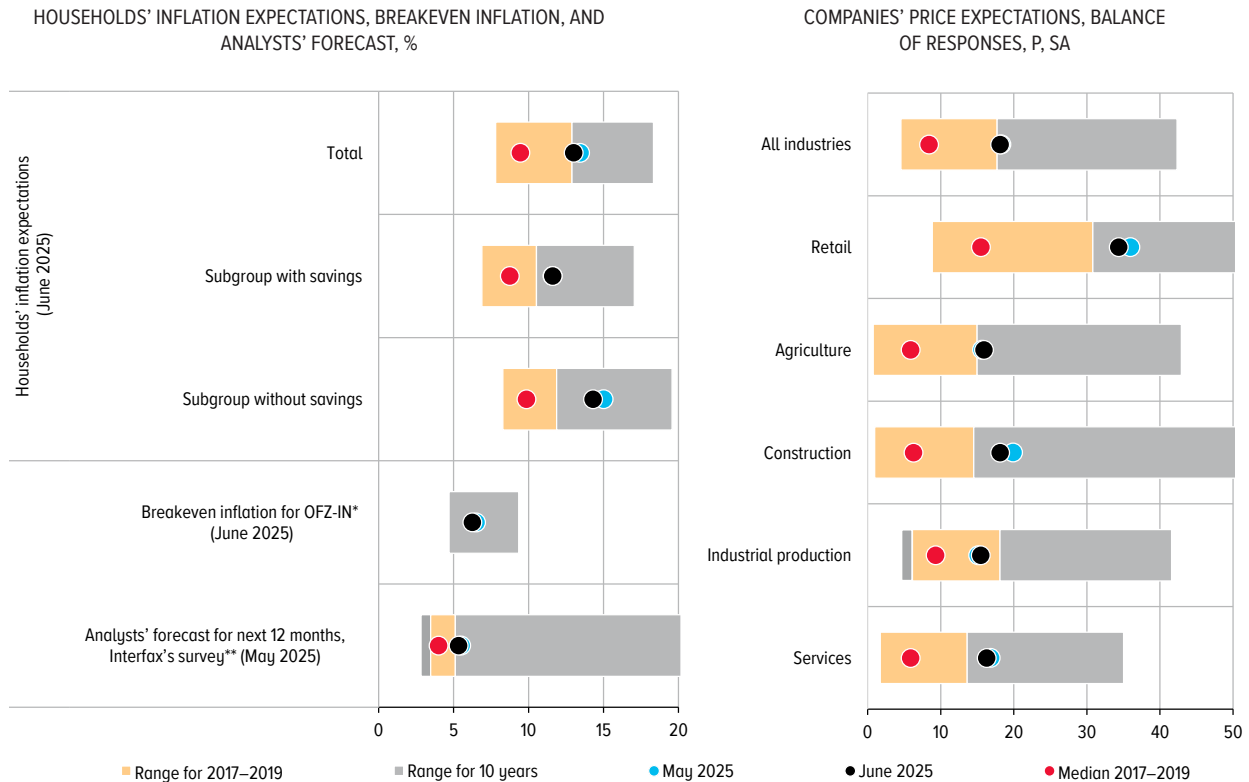 HOUSEHOLDS' INFLATION EXPECTATIONS, BREAKEVEN INFLATION, AND
ANALYSTS' FORECAST, %
Households' inflation expectations
(June 2025)
Total
Subgroup with savings
Subgroup without savings
Breakeven inflation for OFZ-IN*
(June 2025)
Analysts' forecast for next 12 months,
Interfax's survey** (May 2025)
0 5 10 15 20
COMPANIES' PRICE EXPECTATIONS, BALANCE
OF RESPONSES, P, SA
All industries
Retail
Agriculture
Construction
Industrial production
Services
0 10 20 30 40 50
Range for 2017–2019 Range for 10 years May 2025 June 2025 Median 2017–2019